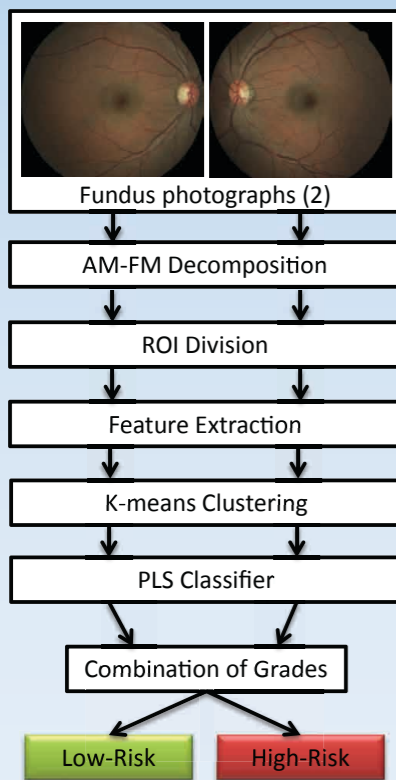 Fundus photographs (2)
AM-FM Decomposition
ROI Division
Feature Extraction
K-means Clustering
PLS Classifier
Combination of Grades
Low-Risk
High-Risk